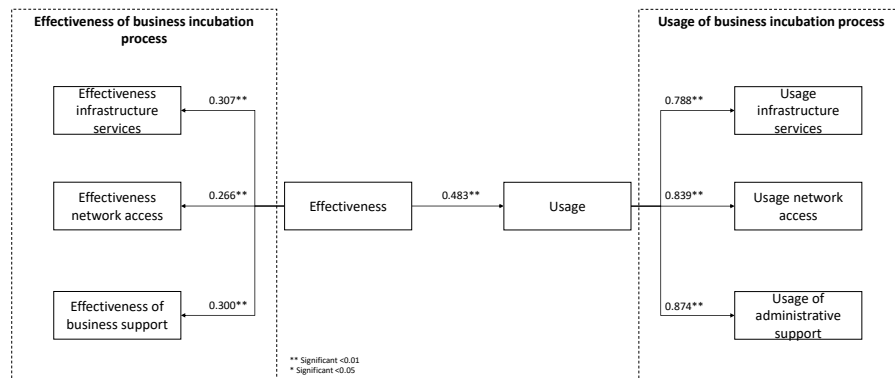 Effectiveness of business incubation
process
Usage of business incubation process
Effectiveness
infrastructure
services
0.307**
0.788**
Usage
infrastructure
services
Effectiveness
network access
0.266**
Effectiveness
0.483**
Usage
0.839**
Usage network
access
Effectiveness of
business support
0.300**
0.874**
Usage of
administrative
support
** Significant <0.01
* Significant <0.05